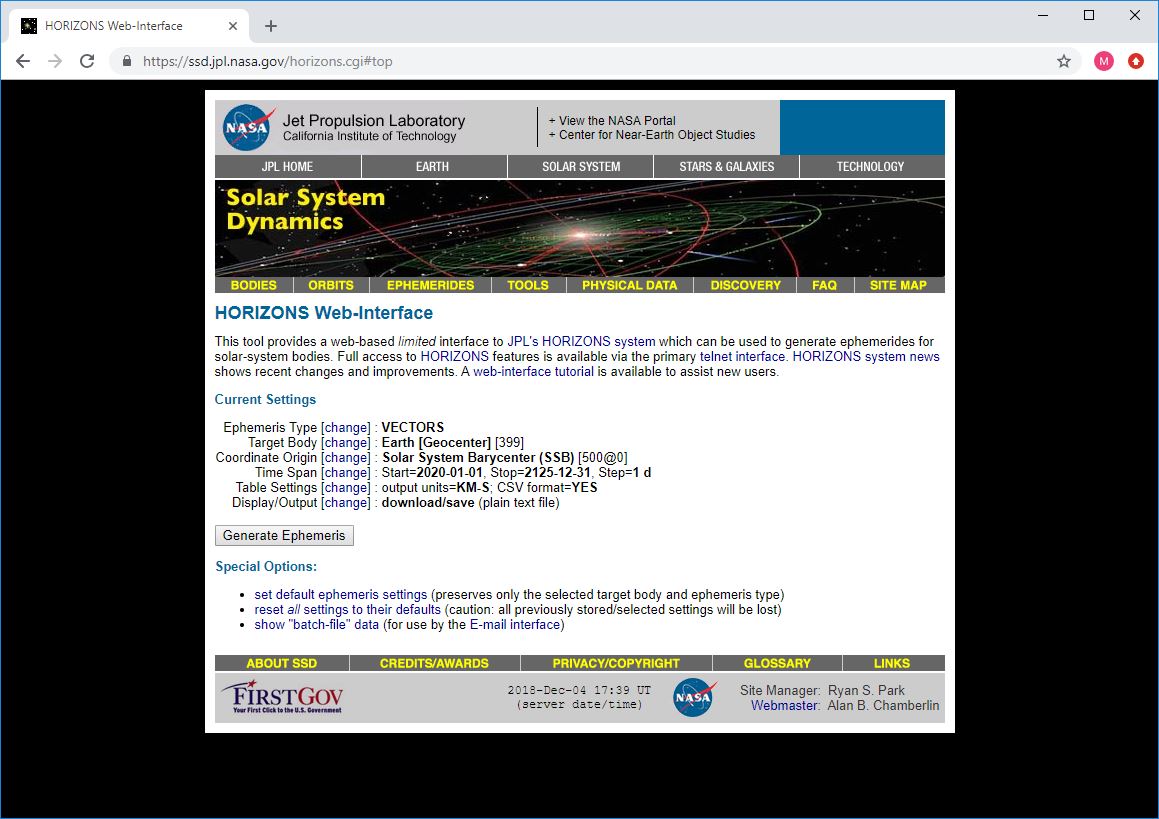 HORIZONS Web-Interface
https://ssd.jpl.nasa.gov/horizons.cgi#top
M
NASA
Jet Propulsion Laboratory
California Institute of Technology
+ View the NASA Portal
+ Center for Near-Earth Object Studies
JPL HOME EARTH SOLAR SYSTEM STARS & GALAXIES TECHNOLOGY
Solar System
Dynamics
BODIES ORBITS EPHEMERIDES TOOLS PHYSICAL DATA DISCOVERY FAQ SITE MAP
HORIZONS Web-Interface
This tool provides a web-based limited interface to JPL's HORIZONS system which can be used to generate ephemerides for
solar-system bodies. Full access to HORIZONS features is available via the primary telnet interface. HORIZONS system news
shows recent changes and improvements. A web-interface tutorial is available to assist new users.
Current Settings
Ephemeris Type [change] : VECTORS
Target Body [change] : Earth [Geocenter] [399]
Coordinate Origin [change] : Solar System Barycenter (SSB) [500@0]
Time Span [change] : Start=2020-01-01, Stop=2125-12-31, Step=1 d
Table Settings [change] : output units=KM-S; CSV format=YES
Display/Output [change] : download/save (plain text file)
Generate Ephemeris
Special Options:
• set default ephemeris settings (preserves only the selected target body and ephemeris type)
• reset all settings to their defaults (caution: all previously stored/selected settings will be lost)
• show "batch-file" data (for use by the E-mail interface)
ABOUT SSD CREDITS/AWARDS PRIVACY/COPYRIGHT GLOSSARY LINKS
FIRSTGOV
Your First Click to the U.S. Government
2018-Dec-04 17:39 UT
(server date/time)
NASA
Site Manager: Ryan S. Park
Webmaster: Alan B. Chamberlin